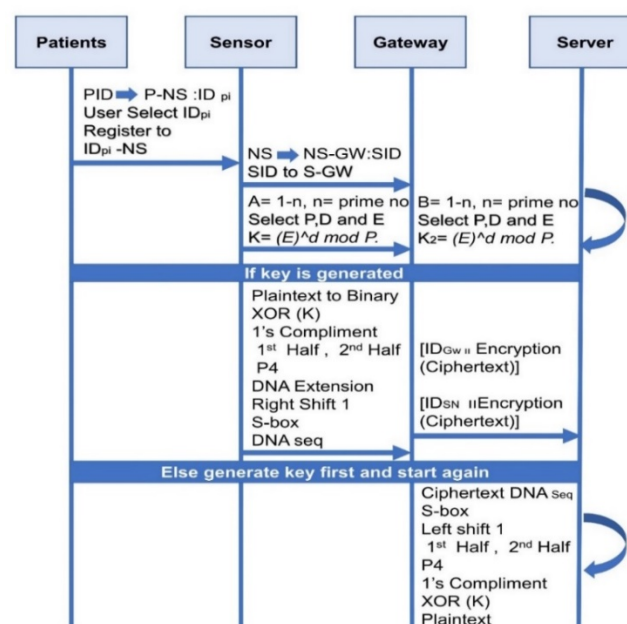 Patients
Sensor
Gateway
Server
PID ➡ P-NS :ID pi
User Select IDpi
Register to
IDpi -NS
NS ➡ NS-GW:SID
SID to S-GW
A= 1-n, n= prime no
Select P,D and E
K= (E)^d mod P.
B= 1-n, n= prime no
Select P,D and E
K2= (E)^d mod P.
If key is generated
Plaintext to Binary
XOR (K)
1's Compliment
1st Half , 2nd Half
P4
DNA Extension
Right Shift 1
S-box
DNA seq
[IDGw II Encryption
(Ciphertext)]
[IDSN IIEncryption
(Ciphertext)]
Else generate key first and start again
Ciphertext DNA Seq
S-box
Left shift 1
1st Half , 2nd Half
P4
1's Compliment
XOR (K)
Plaintext